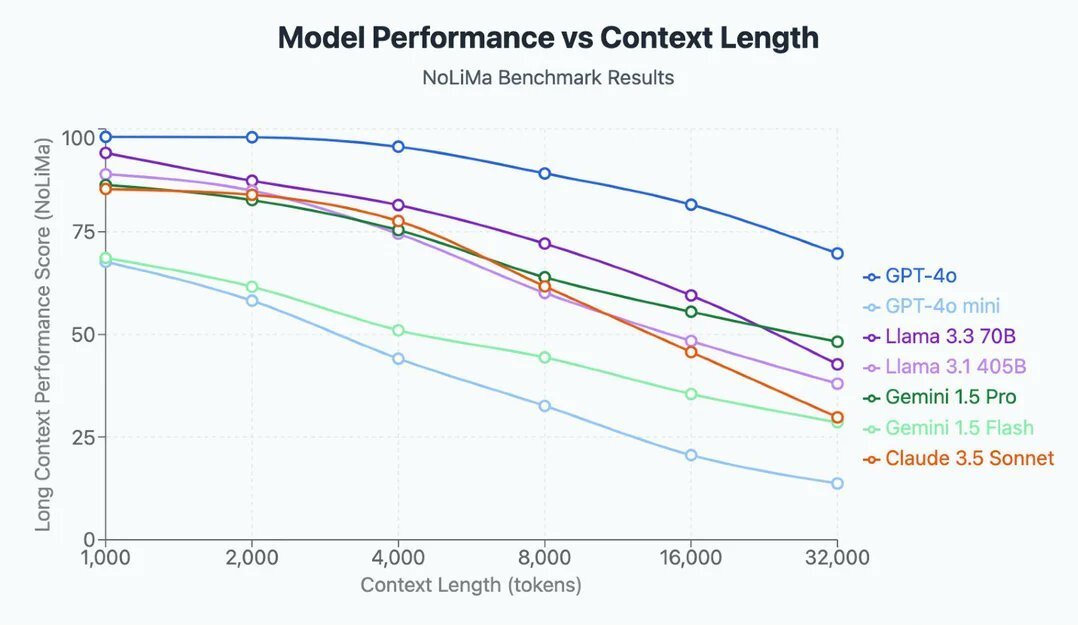 Model Performance vs Context Length
NoLiMa Benchmark Results
Long Context Performance Score (NoLiMa)
100
75
50
25
0
1,000
2,000
4,000
8,000
16,000
32,000
Context Length (tokens)
GPT-4o
GPT-4o mini
Llama 3.3 70B
Llama 3.1 405B
Gemini 1.5 Pro
Gemini 1.5 Flash
Claude 3.5 Sonnet